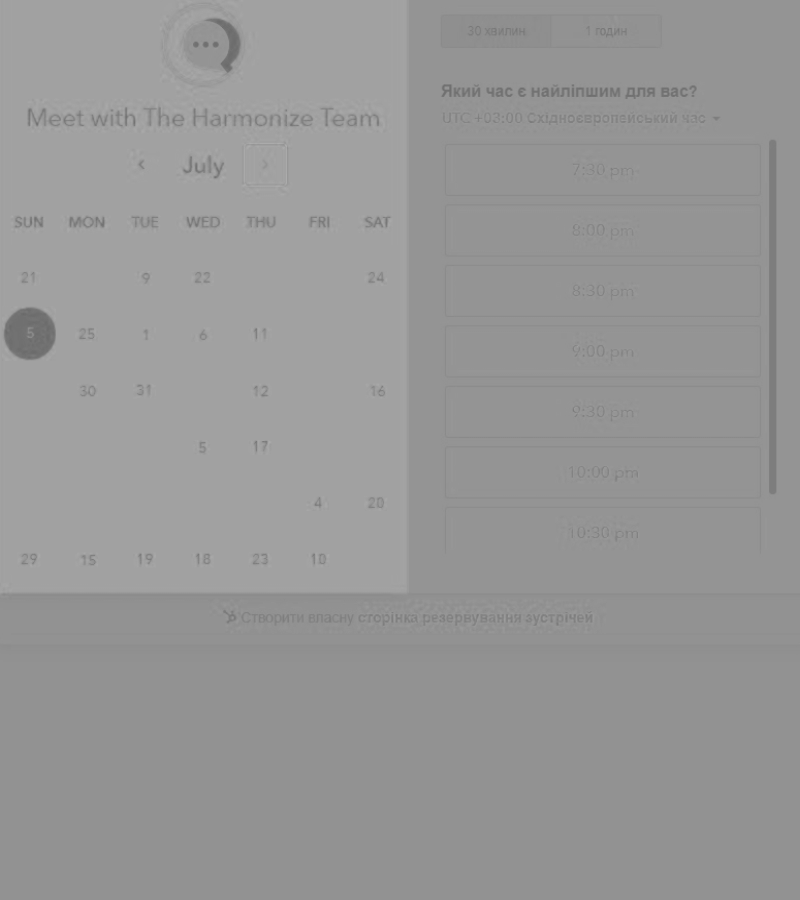 30 хвилин 1 годин
Meet with The Harmonize Team
‹ July ›
SUN MON TUE WED THU FRI SAT
21 9 22 24
5 25 1 6 11
30 31 12 16
5 17
4 20
29 15 19 18 23 10
Який час є найліпшим для вас?
UTC +03:00 Східноєвропейський час
7:30 pm
8:00 pm
8:30 pm
9:00 pm
9:30 pm
10:00 pm
10:30 pm
Створити власну сторінка резервування зустрічей